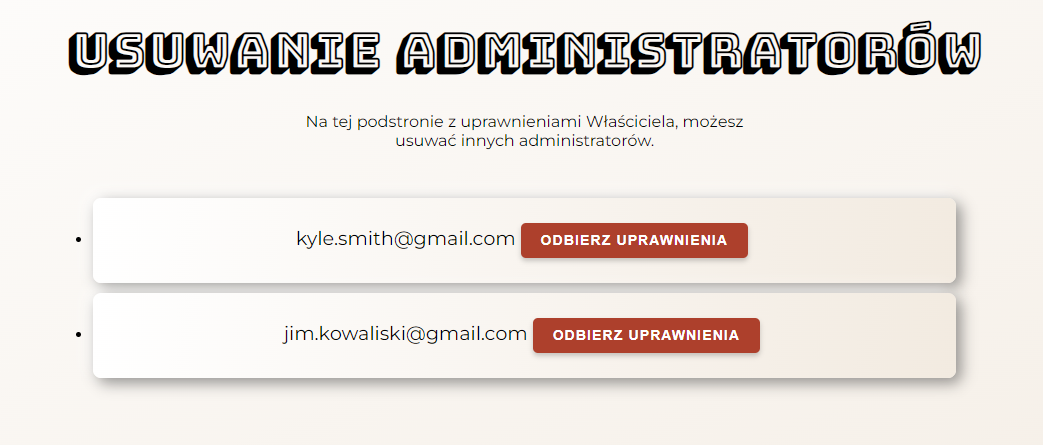 USUWANIE ADMINISTRATORÓW
Na tej podstronie z uprawnieniami Właściciela, możesz
usuwać innych administratorów.
kyle.smith@gmail.com ODBIERZ UPRAWNIENIA
jim.kowaliski@gmail.com ODBIERZ UPRAWNIENIA